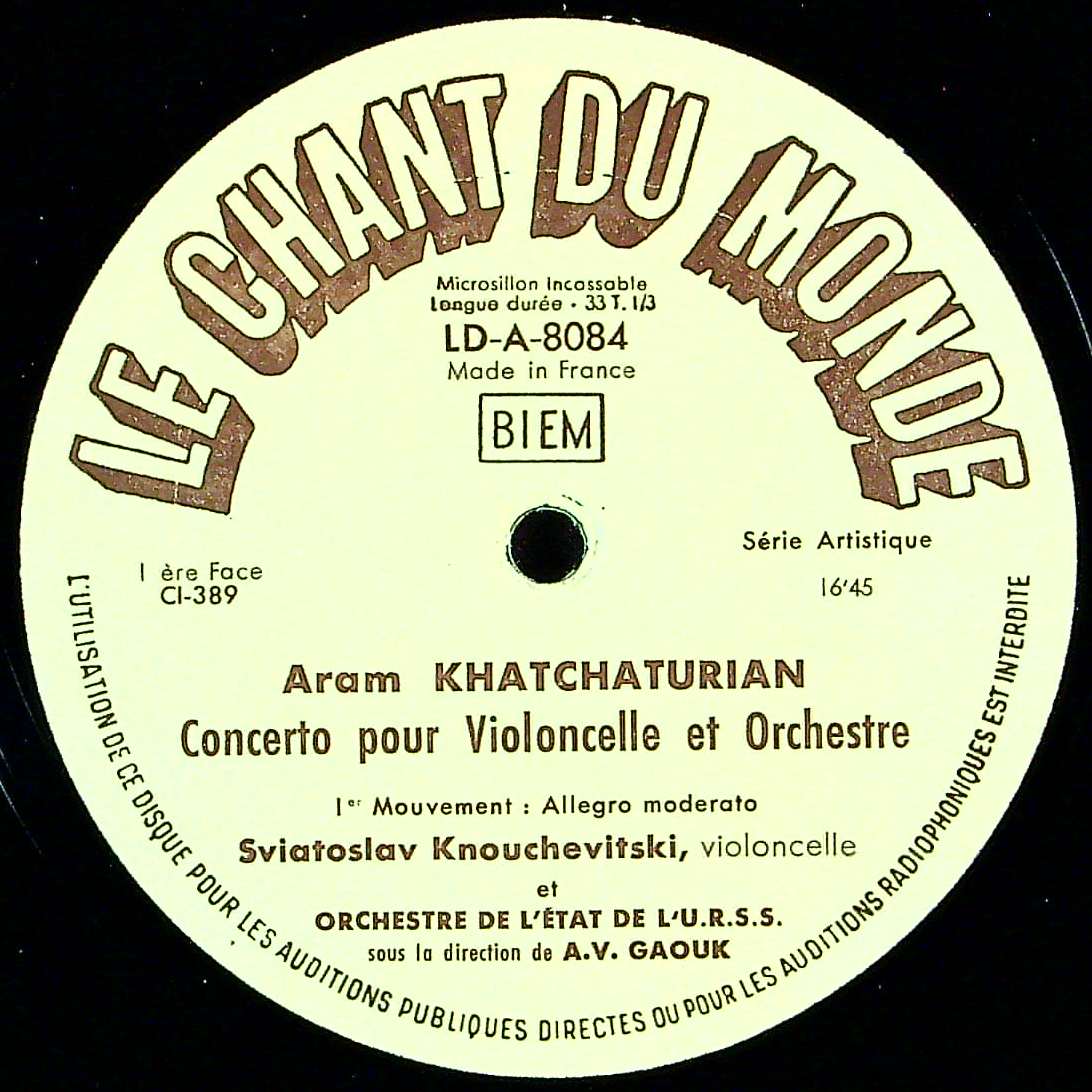 LE CHANT DU MONDE
Microsillon Incassable
Longue durée • 33 T. 1/3
LD-A-8084
Made in France
BIEM
Série Artistique
16'45
1 ère Face
CI-389
Aram KHATCHATURIAN
Concerto pour Violoncelle et Orchestre
1er Mouvement : Allegro moderato
Sviatoslav Knouchevitski, violoncelle
et
ORCHESTRE DE L'ÉTAT DE L'U.R.S.S.
sous la direction de A.V. GAOUK
L'UTILISATION DE CE DISQUE POUR LES AUDITIONS PUBLIQUES DIRECTES OU POUR LES AUDITIONS RADIOPHONIQUES EST INTERDITE